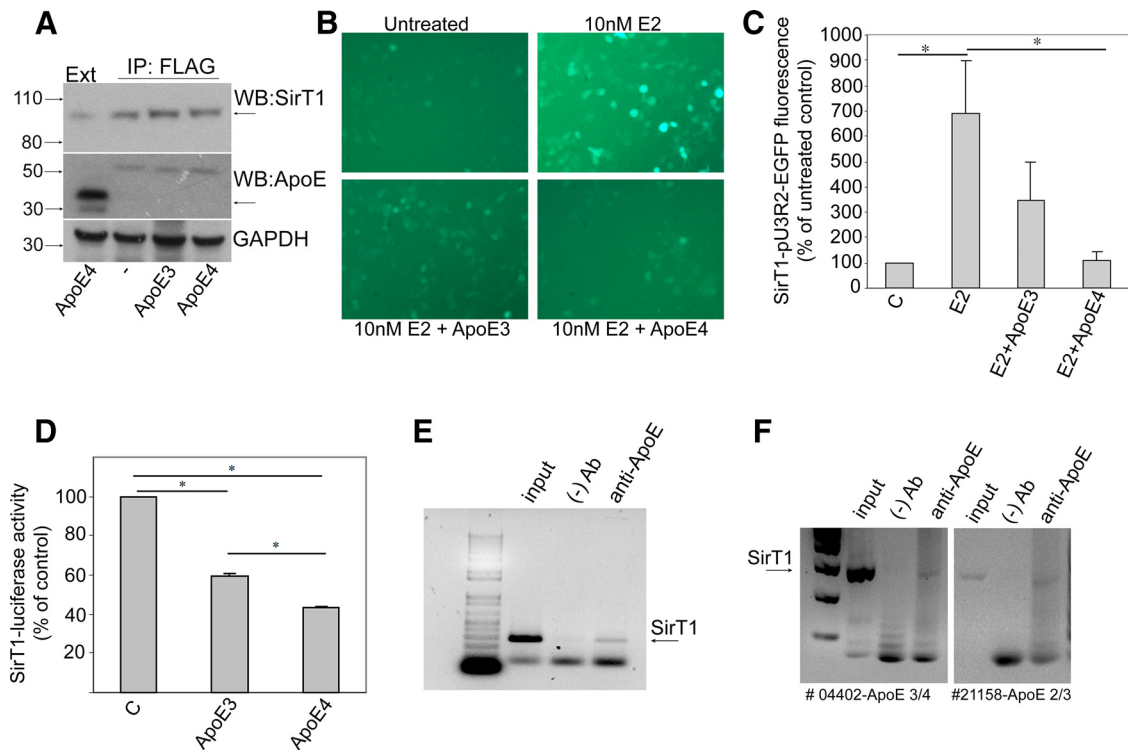 A
Ext
IP: FLAG
110
WB:SirT1
80
50
WB:ApoE
30
30
GAPDH
ApoE4
-
ApoE3
ApoE4
B
Untreated
10nM E2
10nM E2 + ApoE3
10nM E2 + ApoE4
C
SirT1-pU3R2-EGFP fluorescence
(% of untreated control)
1000
900
800
700
600
500
400
300
200
100
0
*
*
C
E2
E2+ApoE3
E2+ApoE4
D
SirT1-luciferase activity
(% of control)
100
80
60
40
20
*
*
*
C
ApoE3
ApoE4
E
input
(-) Ab
anti-ApoE
SirT1
F
input
(-) Ab
anti-ApoE
input
(-) Ab
anti-ApoE
SirT1
# 04402-ApoE 3/4
#21158-ApoE 2/3